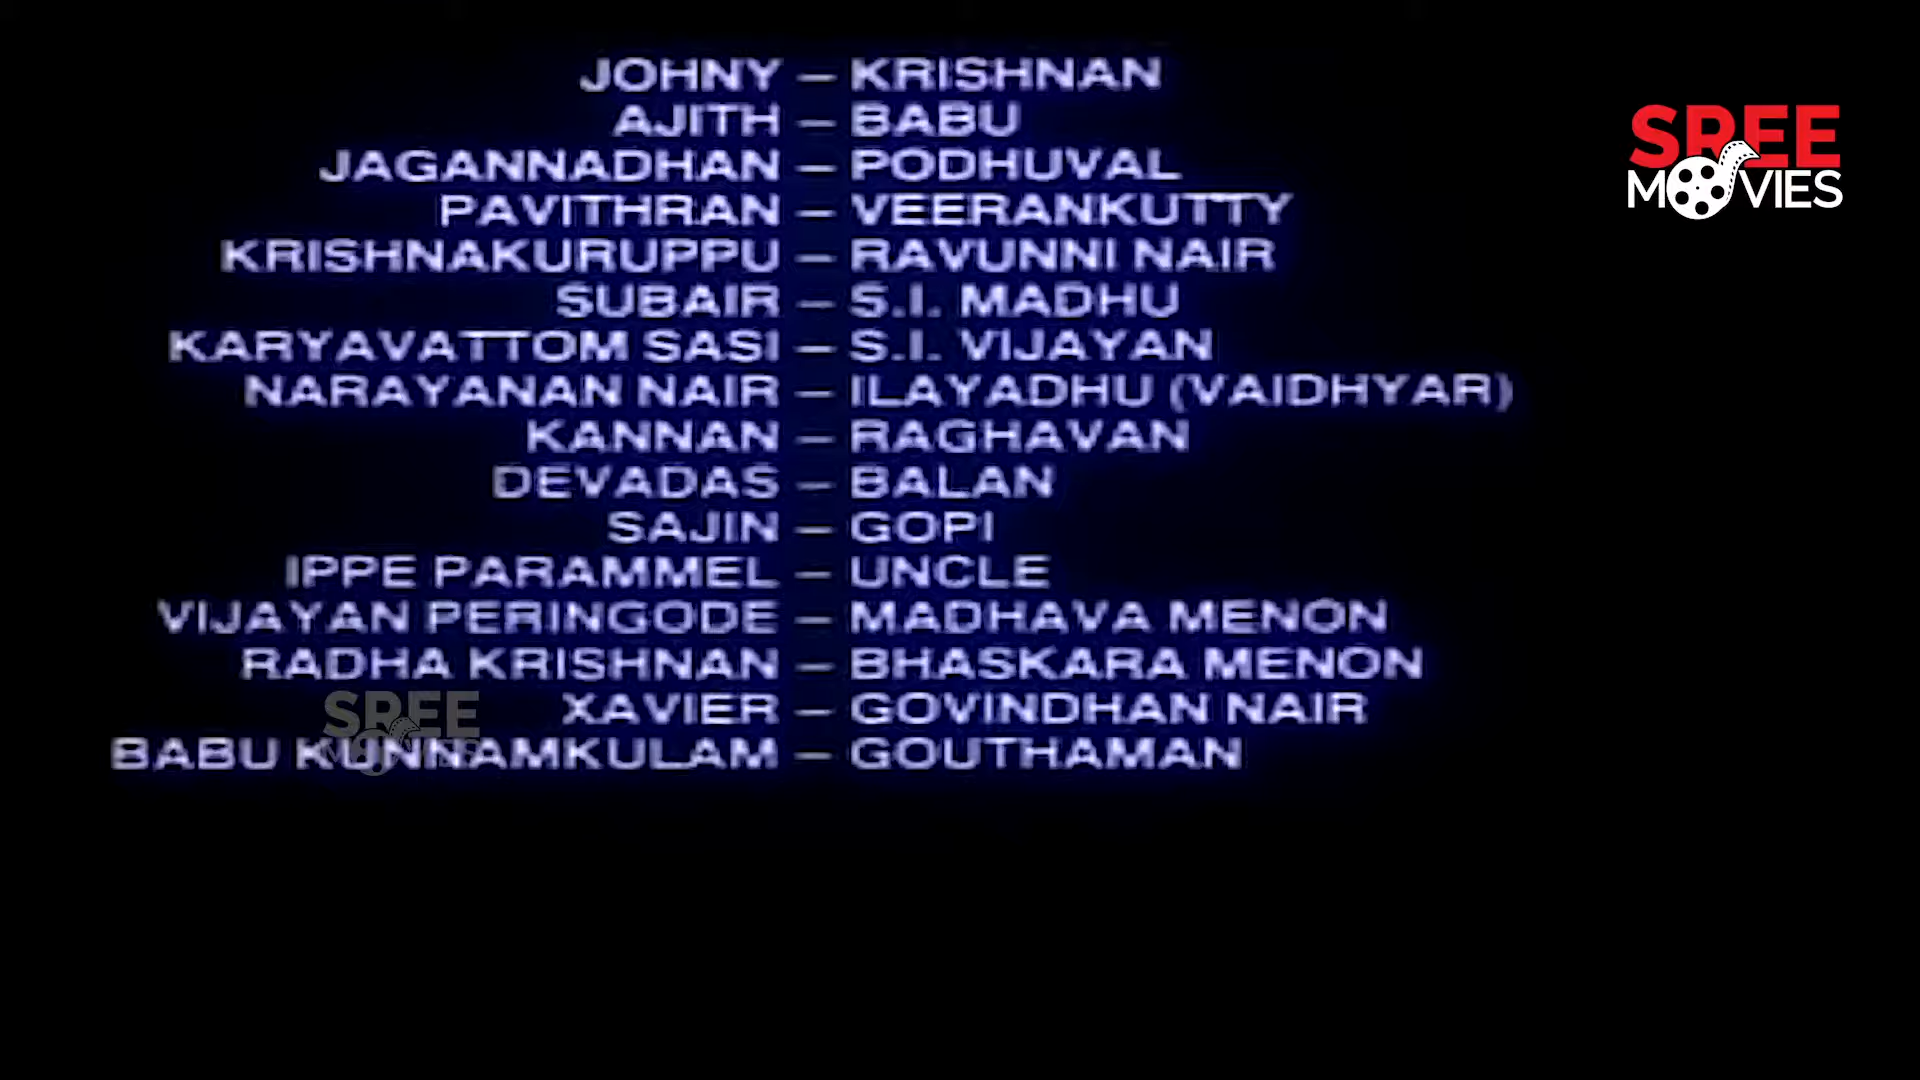 JOHNY – KRISHNAN
AJITH – BABU
JAGANNADHAN – PODHUVAL
PAVITHRAN – VEERANKUTTY
KRISHNAKURUPPU – RAVUNNI NAIR
SUBAIR – S.I. MADHU
KARYAVATTOM SASI – S.I. VIJAYAN
NARAYANAN NAIR – ILAYADHU (VAIDHYAR)
KANNAN – RAGHAVAN
DEVADAS – BALAN
SAJIN – GOPI
IPPE PARAMMEL – UNCLE
VIJAYAN PERINGODE – MADHAVA MENON
RADHA KRISHNAN – BHASKARA MENON
XAVIER – GOVINDHAN NAIR
BABU KUNNAMKULAM – GOUTHAMAN
SREE
MOVIES
SREE
MOVIES